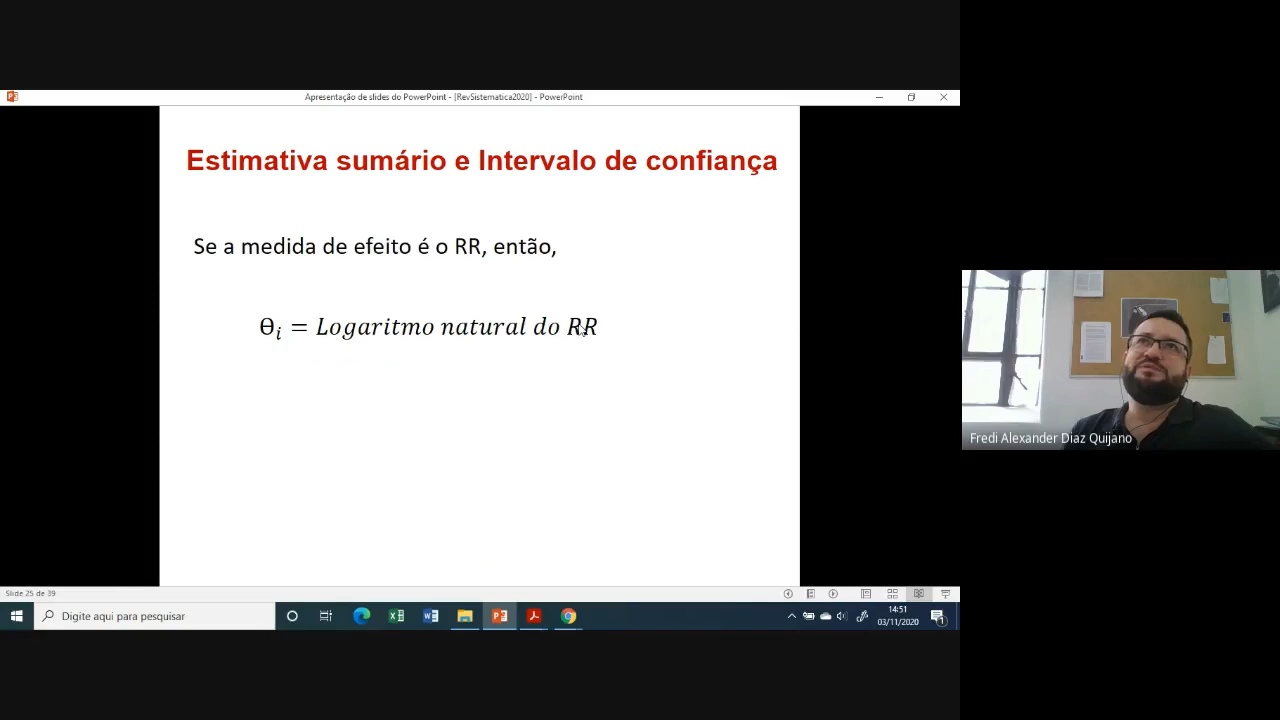 Apresentação de slides do PowerPoint - [RevSistematica2020] - PowerPoint
Estimativa sumário e Intervalo de confiança
Se a medida de efeito é o RR, então,
ϴi = Logaritmo natural do RR
Fredi Alexander Diaz Quijano
Slide 25 de 39
Digite aqui para pesquisar
14:51
03/11/2020
1